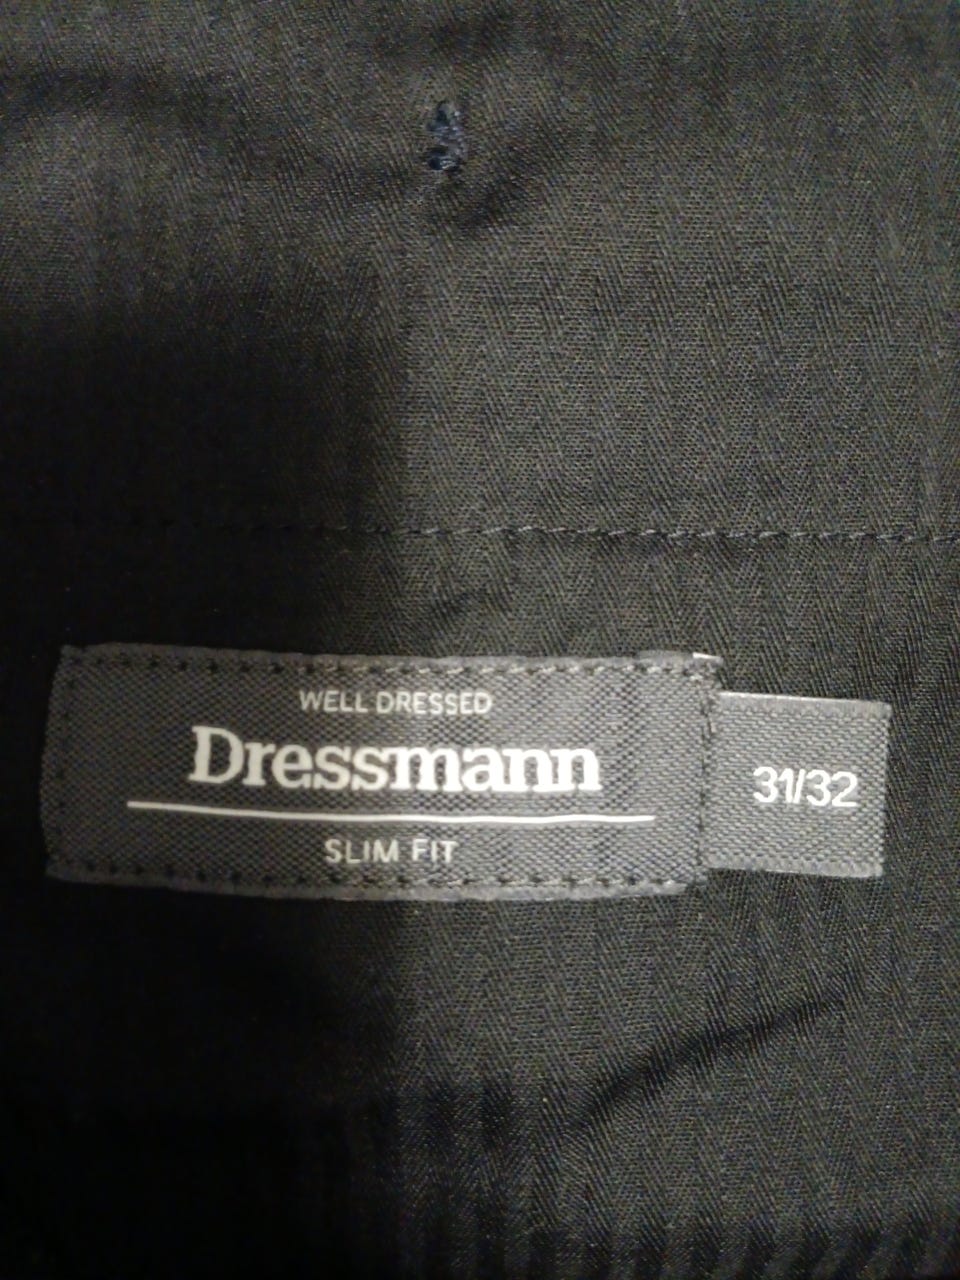 WELL DRESSED
Dressmann
SLIM FIT
31/32